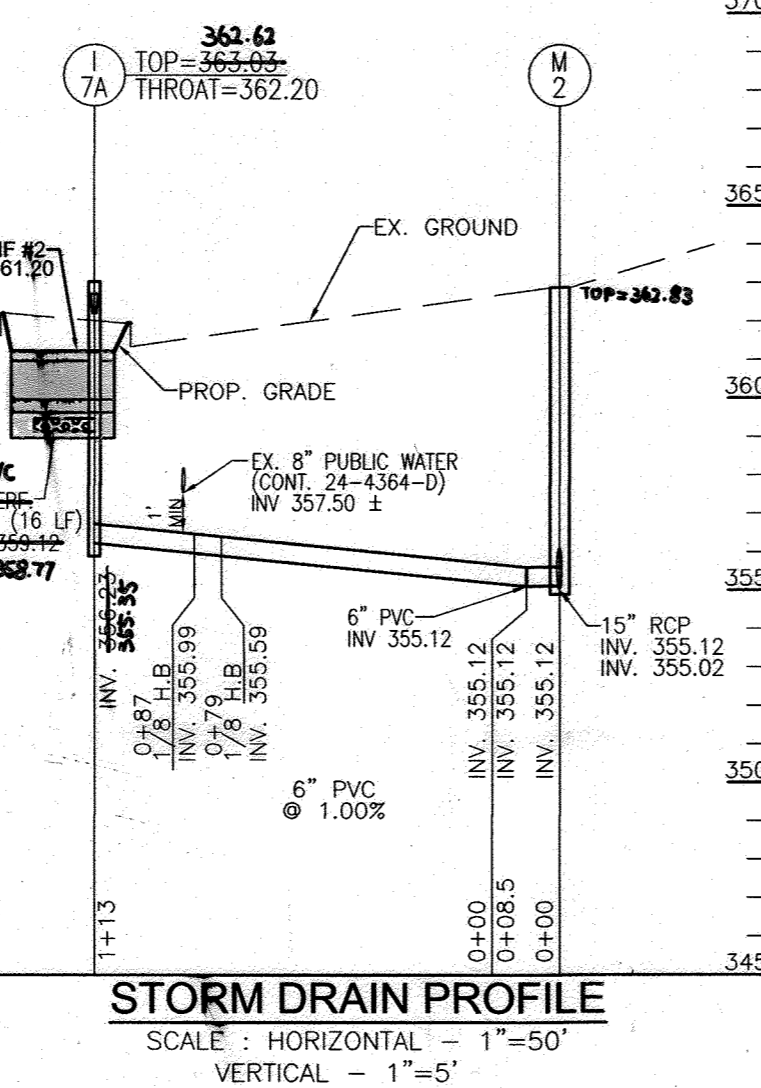 362.62
I
7A
TOP=363.03
THROAT=362.20
M
2
370
365
360
355
350
345
EX. GROUND
#2
61.20
TOP=362.83
PROP. GRADE
EX. 8" PUBLIC WATER
(CONT. 24-4364-D)
INV 357.50 ±
1'
MIN
(16 LF)
359.12
358.77
6" PVC
INV 355.12
15" RCP
INV. 355.12
INV. 355.02
INV. 356.23
355.35
0+87
1/8 H.B
INV. 355.99
0+79
1/8 H.B
INV. 355.59
INV. 355.12
INV. 355.12
INV. 355.12
6" PVC
@ 1.00%
1+13
0+00
0+08.5
0+00
STORM DRAIN PROFILE
SCALE : HORIZONTAL - 1"=50'
VERTICAL - 1"=5'